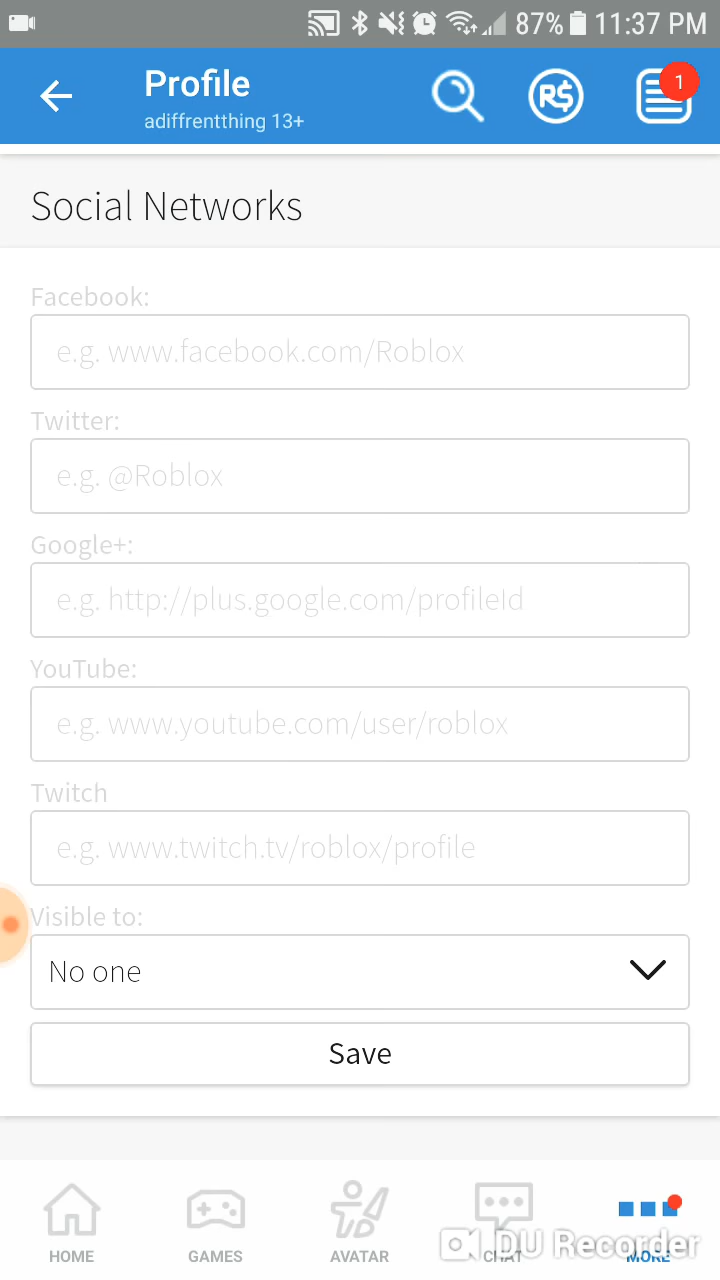 87% 11:37 PM
Profile
adiffrentthing 13+
R$
1
Social Networks
Facebook:
e.g. www.facebook.com/Roblox
Twitter:
e.g. @Roblox
Google+:
e.g. http://plus.google.com/profileId
YouTube:
e.g. www.youtube.com/user/roblox
Twitch
e.g. www.twitch.tv/roblox/profile
Visible to:
No one
Save
HOME GAMES AVATAR CHAT MORE
DU Recorder